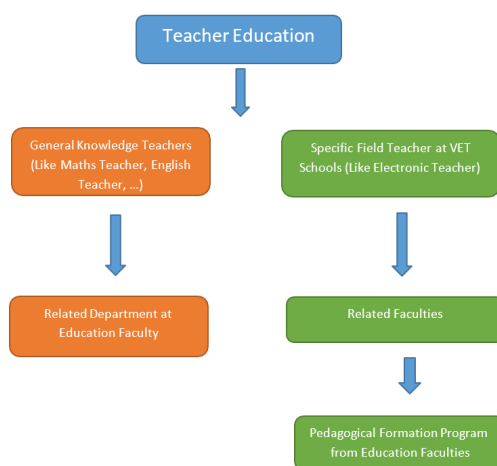 Teacher Education
General Knowledge Teachers
(Like Maths Teacher, English
Teacher, ...)
Specific Field Teacher at VET
Schools (Like Electronic Teacher)
Related Department at
Education Faculty
Related Faculties
Pedagogical Formation Program
from Education Faculties